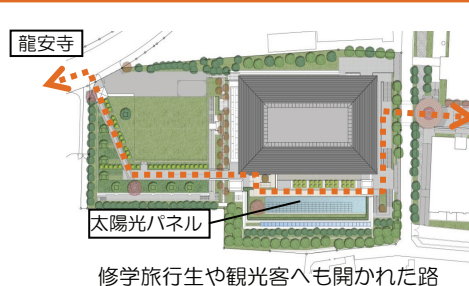 龍安寺
太陽光パネル
修学旅行生や観光客へも開かれた路